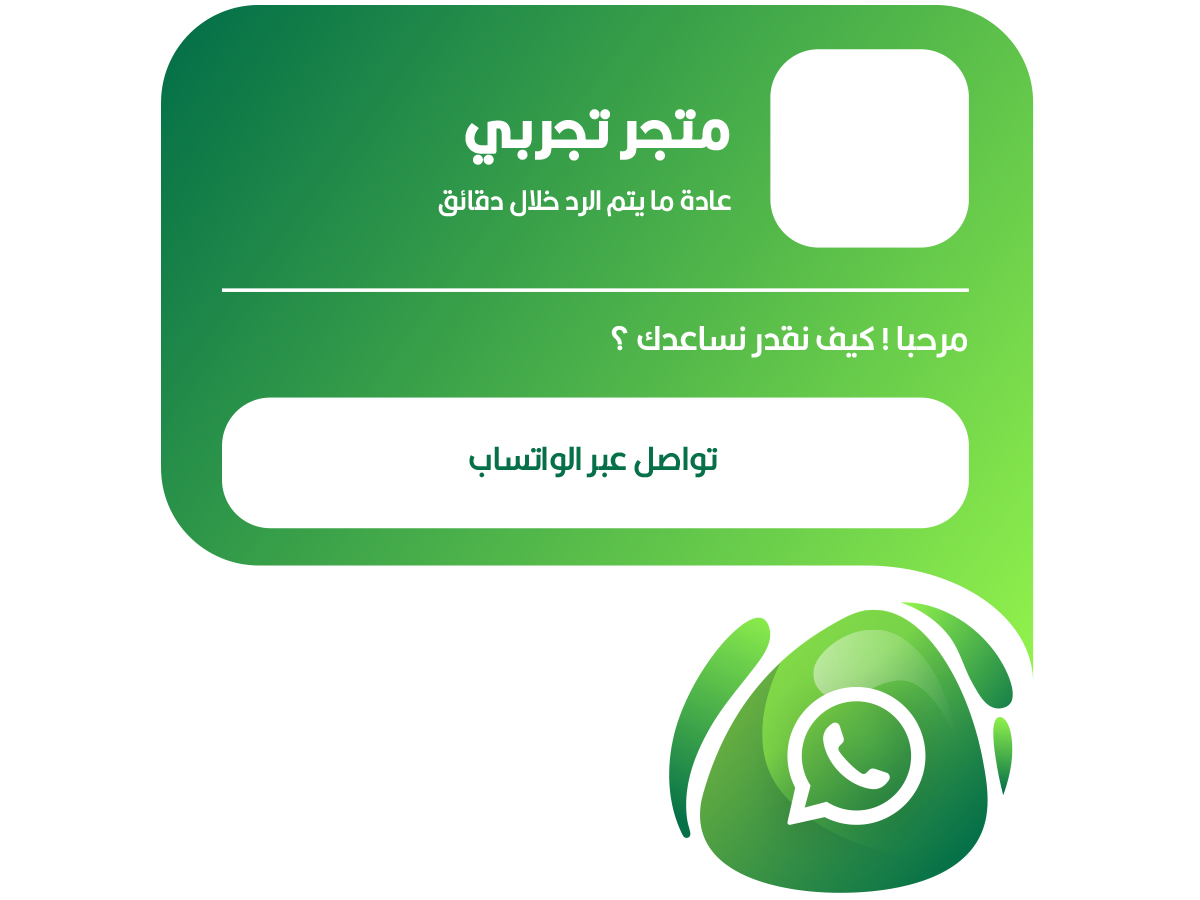 متجر تجربي
عادة ما يتم الرد خلال دقائق
مرحبا ! كيف نقدر نساعدك ؟
تواصل عبر الواتساب